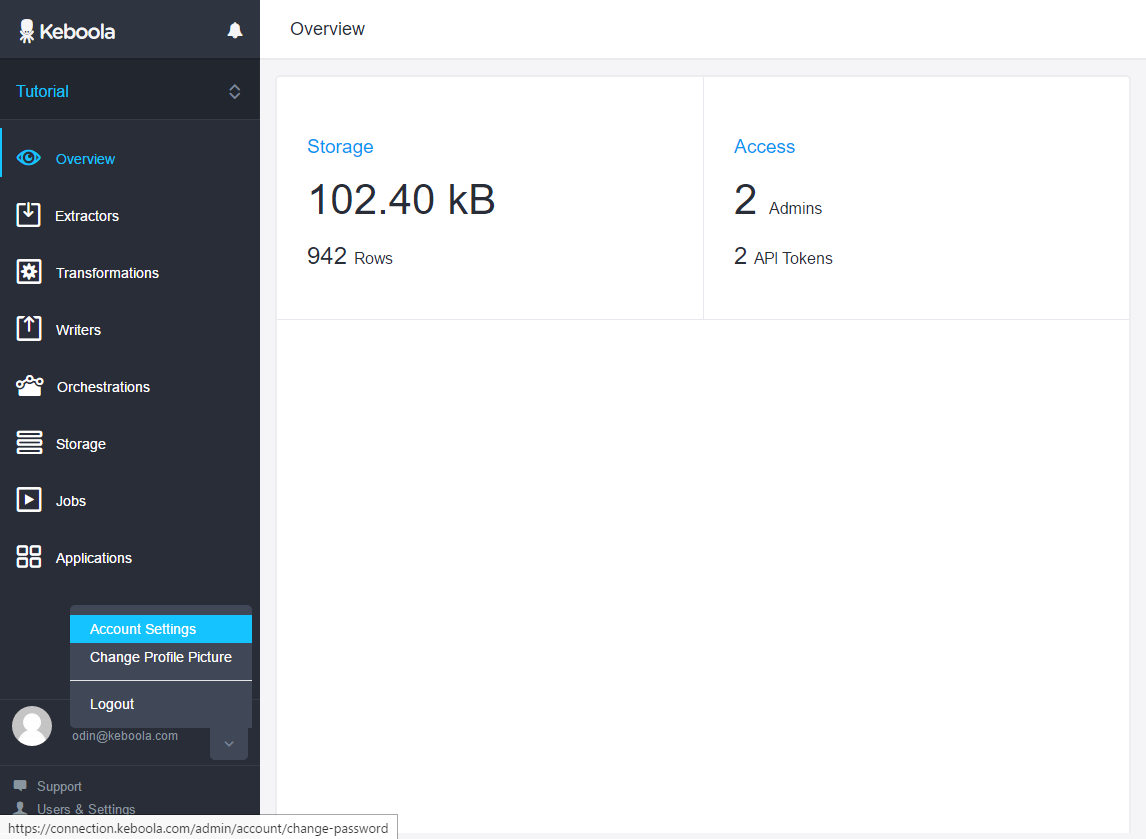 Keboola
Overview
Tutorial
Overview
Extractors
Transformations
Writers
Orchestrations
Storage
Jobs
Applications
Account Settings
Change Profile Picture
Logout
odin@keboola.com
Support
Users & Settings
https://connection.keboola.com/admin/account/change-password
Storage
102.40 kB
942 Rows
Access
2 Admins
2 API Tokens